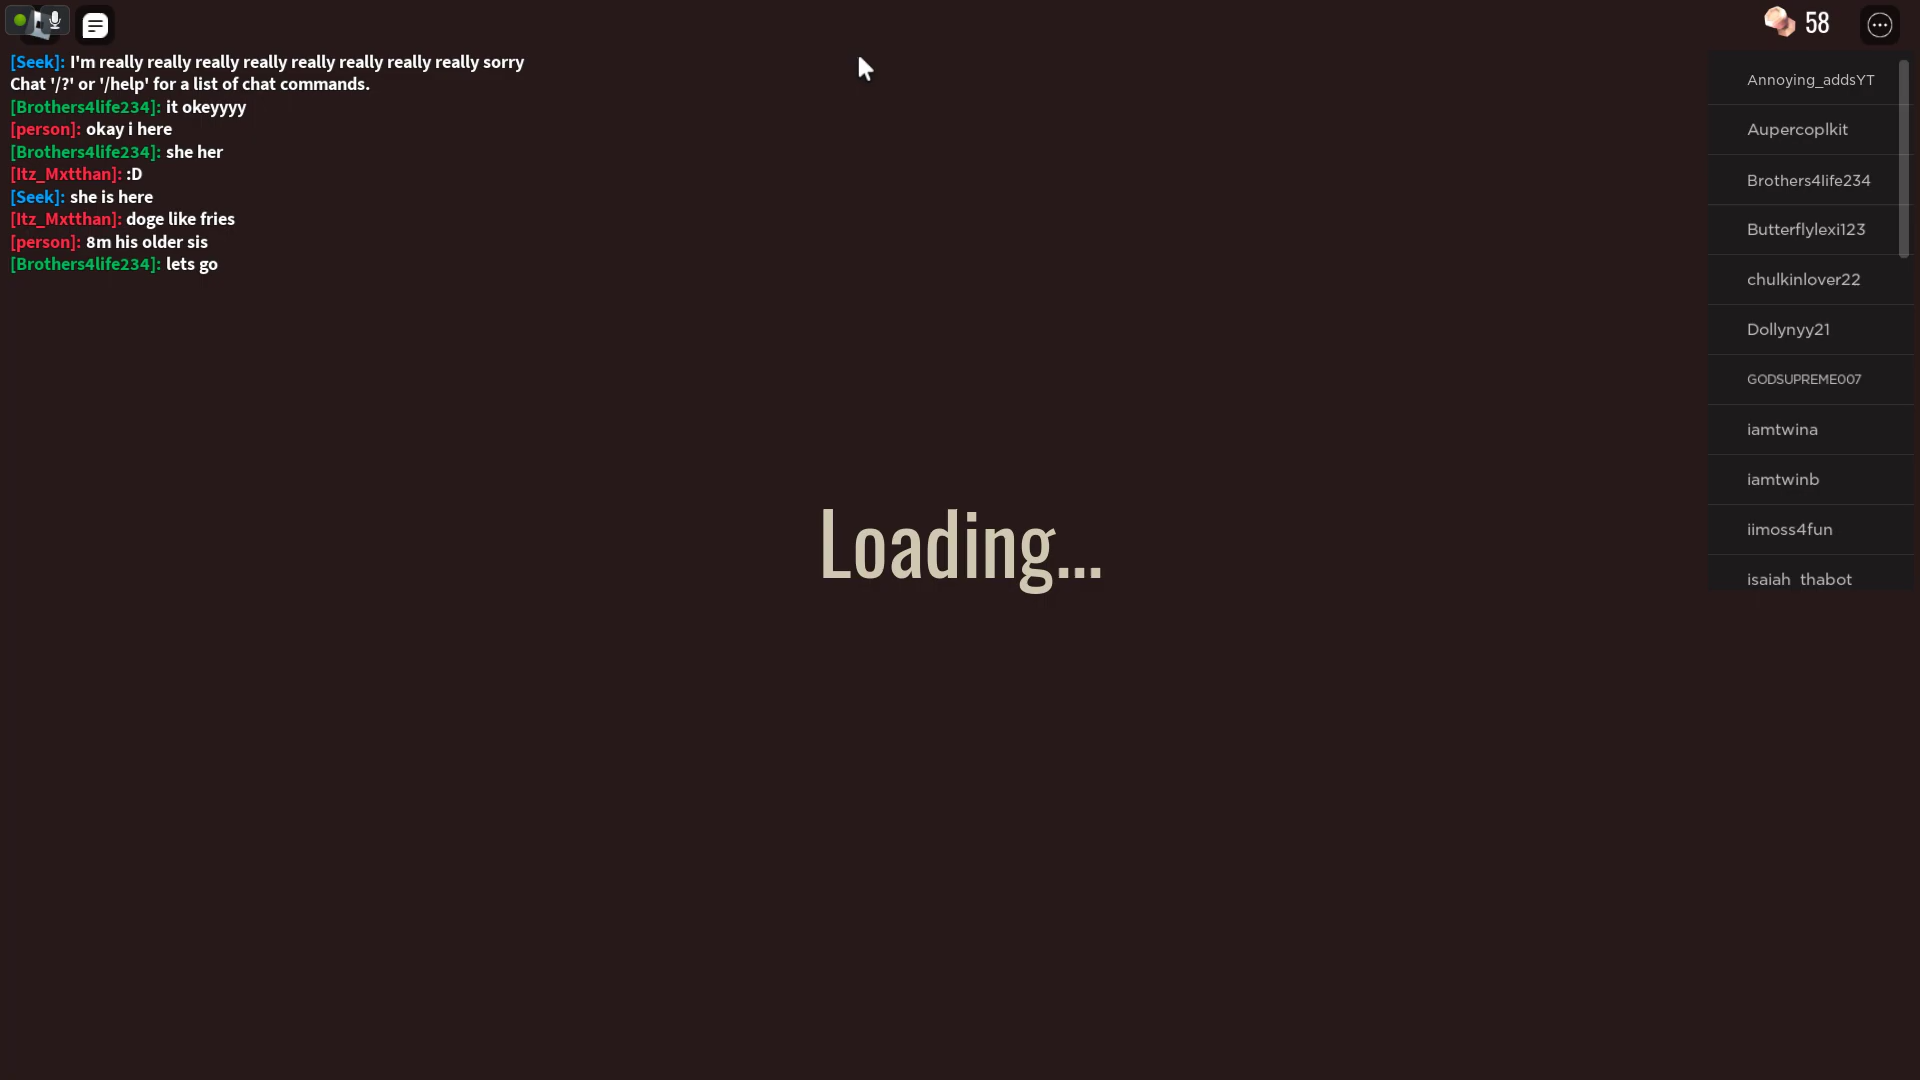 58
[Seek]: I'm really really really really really really really really sorry
Chat '/?' or '/help' for a list of chat commands.
[Brothers4life234]: it okeyyyy
[person]: okay i here
[Brothers4life234]: she her
[Itz_Mxtthan]: :D
[Seek]: she is here
[Itz_Mxtthan]: doge like fries
[person]: 8m his older sis
[Brothers4life234]: lets go
Annoying_addsYT
Aupercoplkit
Brothers4life234
Butterflylexi123
chulkinlover22
Dollynyy21
GODSUPREME007
iamtwina
iamtwinb
iimoss4fun
isaiah_thabot
Loading...